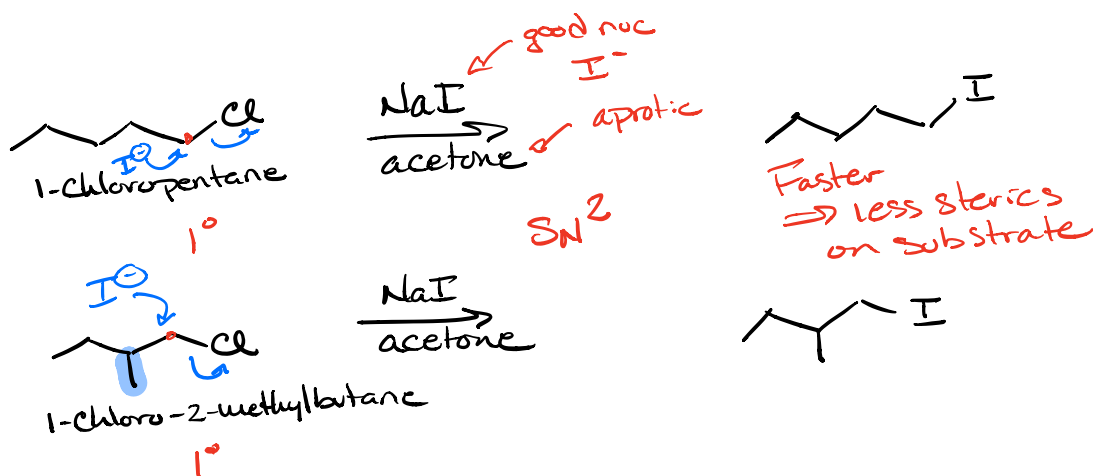 good nuc
I⁻
Cl
NaI
I
aprotic
acetone
I⊖
1-chloropentane
1°
SN2
Faster
⇒ less sterics
on substrate
I⊖
NaI
I
Cl
acetone
1-chloro-2-methylbutane
1°